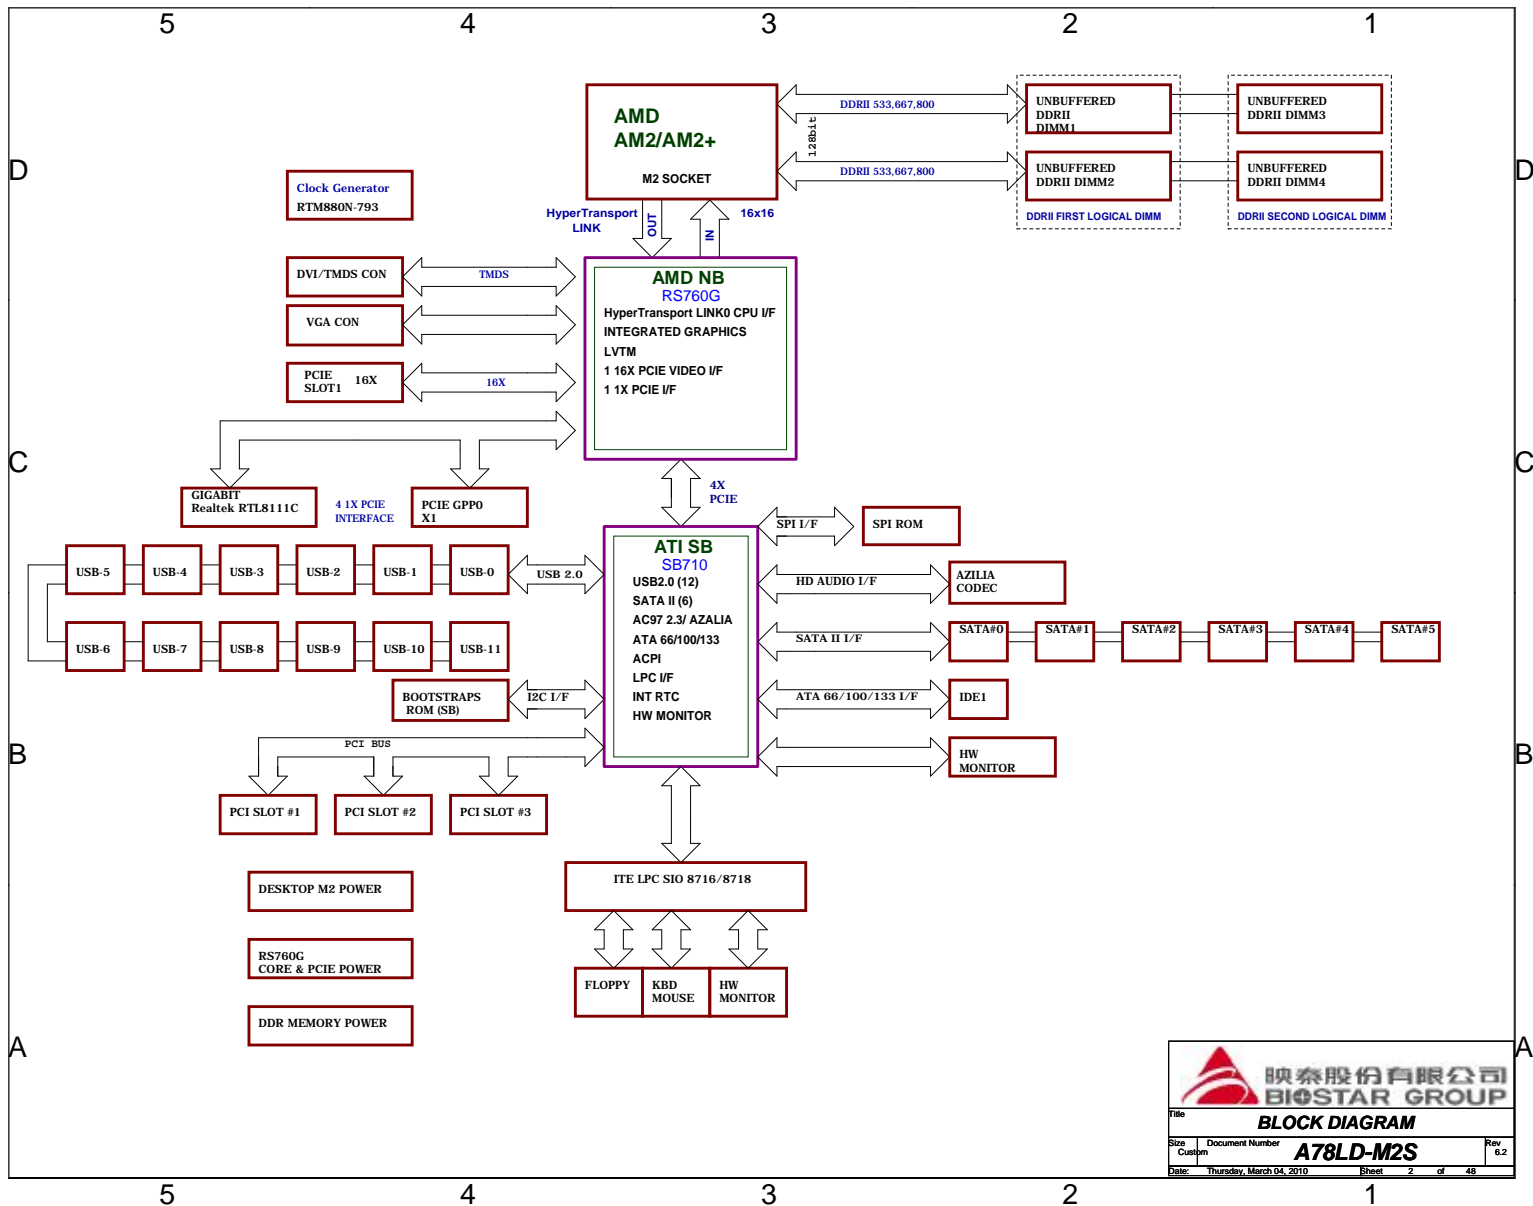 5 4 3 2 1
D
D
C
C
B
B
A
A
AMD
AM2/AM2+
M2 SOCKET
DDRII 533,667,800
128bit
DDRII 533,667,800
UNBUFFERED
DDRII
DIMM1
UNBUFFERED
DDRII DIMM3
UNBUFFERED
DDRII DIMM2
UNBUFFERED
DDRII DIMM4
DDRII FIRST LOGICAL DIMM
DDRII SECOND LOGICAL DIMM
Clock Generator
RTM880N-793
HyperTransport
LINK
OUT
IN
16x16
DVI/TMDS CON
TMDS
VGA CON
PCIE
SLOT1
16X
16X
AMD NB
RS760G
HyperTransport LINK0 CPU I/F
INTEGRATED GRAPHICS
LVTM
1 16X PCIE VIDEO I/F
1 1X PCIE I/F
GIGABIT
Realtek RTL8111C
4 1X PCIE
INTERFACE
PCIE GPP0
X1
4X
PCIE
ATI SB
SB710
USB2.0 (12)
SATA II (6)
AC97 2.3/ AZALIA
ATA 66/100/133
ACPI
LPC I/F
INT RTC
HW MONITOR
SPI I/F
SPI ROM
HD AUDIO I/F
AZILIA
CODEC
SATA II I/F
SATA#0
SATA#1
SATA#2
SATA#3
SATA#4
SATA#5
ATA 66/100/133 I/F
IDE1
HW
MONITOR
USB-5
USB-4
USB-3
USB-2
USB-1
USB-0
USB 2.0
USB-6
USB-7
USB-8
USB-9
USB-10
USB-11
BOOTSTRAPS
ROM (SB)
I2C I/F
PCI BUS
PCI SLOT #1
PCI SLOT #2
PCI SLOT #3
ITE LPC SIO 8716/8718
FLOPPY
KBD
MOUSE
HW
MONITOR
DESKTOP M2 POWER
RS760G
CORE & PCIE POWER
DDR MEMORY POWER
映泰股份有限公司
BIOSTAR GROUP
Title
BLOCK DIAGRAM
Size
Custom
Document Number
A78LD-M2S
Rev
6.2
Date: Thursday, March 04, 2010
Sheet 2 of 48
5 4 3 2 1